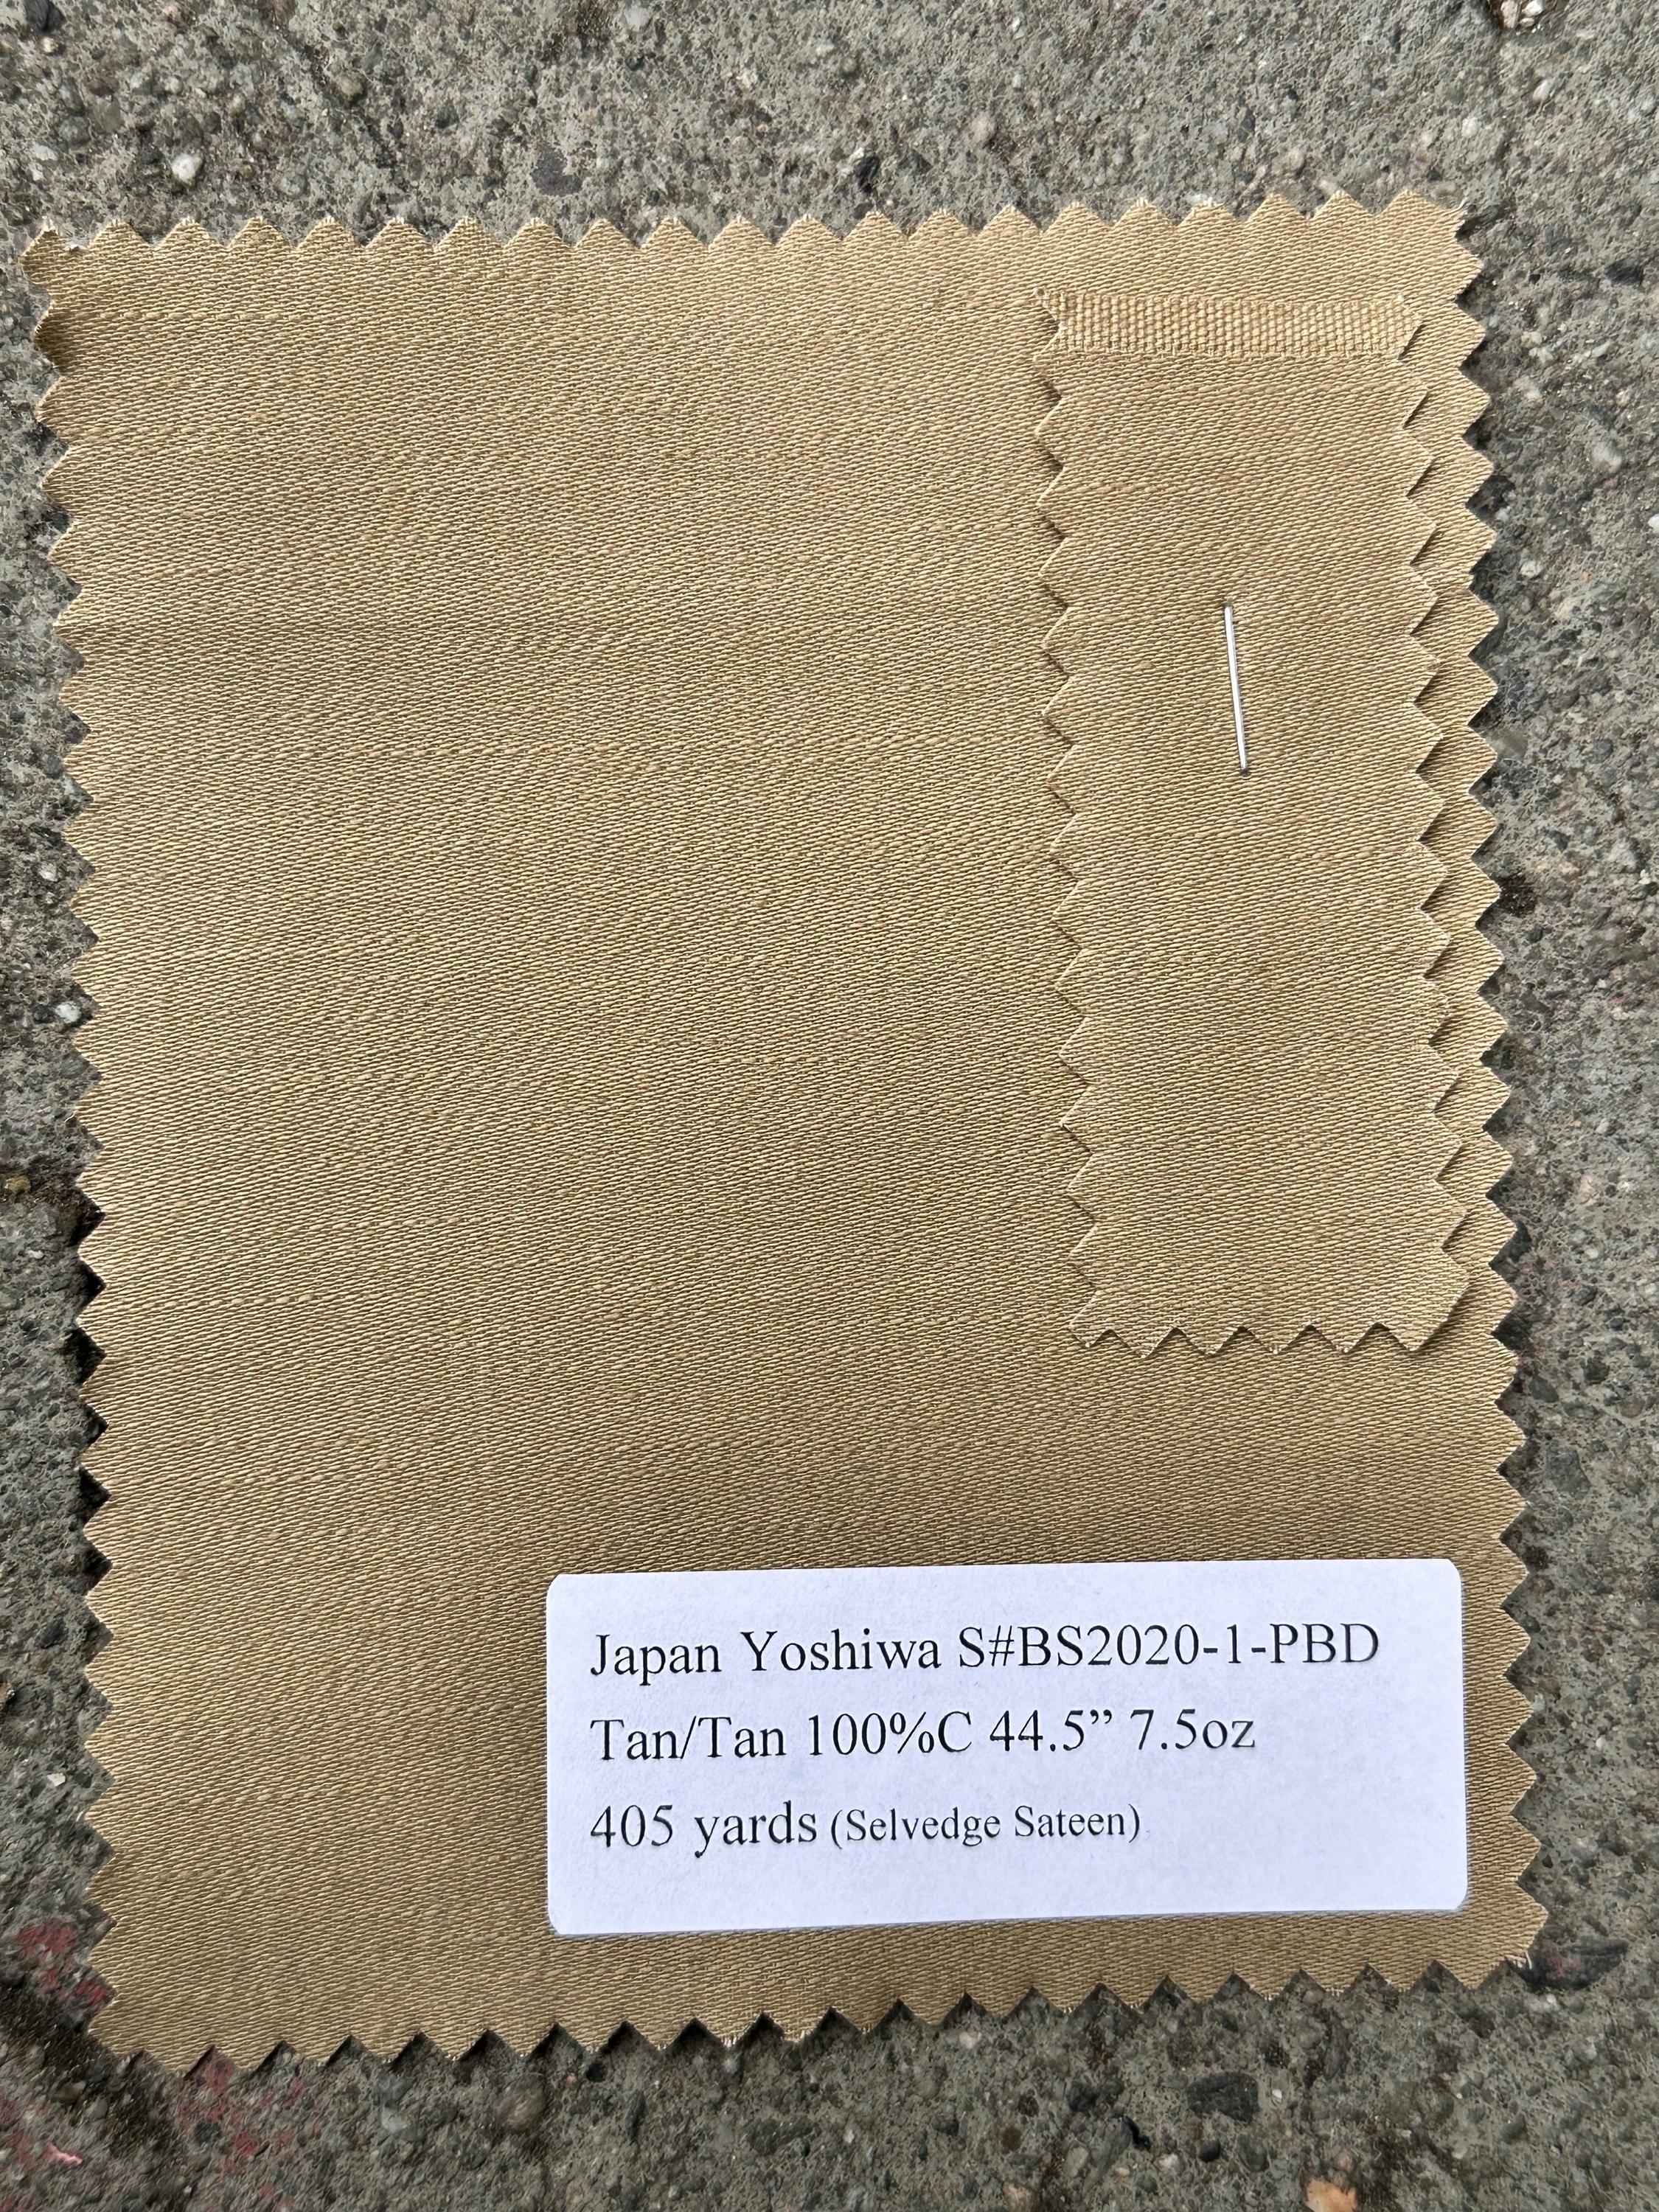 Japan Yoshiwa S#BS2020-1-PBD
Tan/Tan 100%C 44.5” 7.5oz
405 yards (Selvedge Sateen)